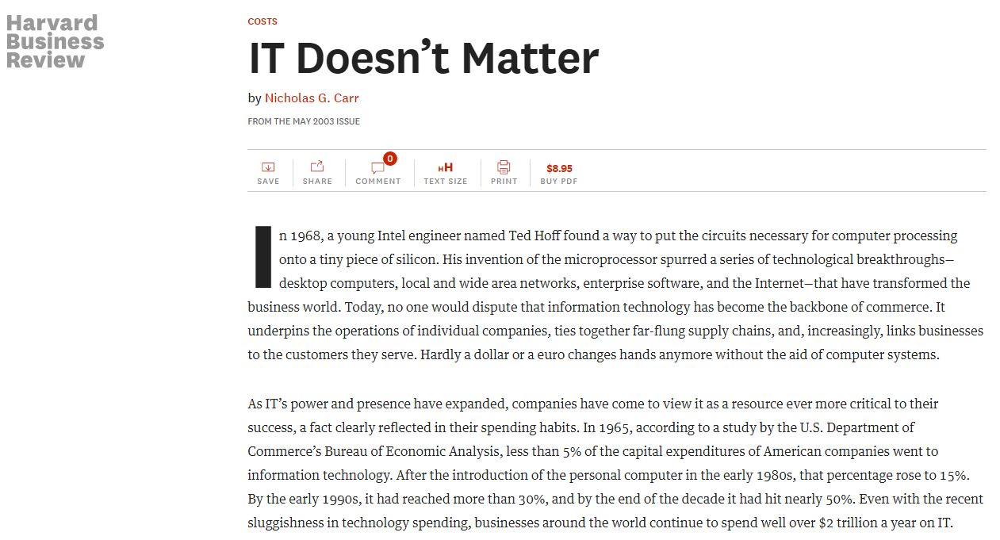 Harvard
Business
Review
COSTS
IT Doesn’t Matter
by Nicholas G. Carr
FROM THE MAY 2003 ISSUE
SAVE
SHARE
0
COMMENT
HH
TEXT SIZE
PRINT
$8.95
BUY PDF
In 1968, a young Intel engineer named Ted Hoff found a way to put the circuits necessary for computer processing
onto a tiny piece of silicon. His invention of the microprocessor spurred a series of technological breakthroughs—
desktop computers, local and wide area networks, enterprise software, and the Internet—that have transformed the
business world. Today, no one would dispute that information technology has become the backbone of commerce. It
underpins the operations of individual companies, ties together far-flung supply chains, and, increasingly, links businesses
to the customers they serve. Hardly a dollar or a euro changes hands anymore without the aid of computer systems.
As IT’s power and presence have expanded, companies have come to view it as a resource ever more critical to their
success, a fact clearly reflected in their spending habits. In 1965, according to a study by the U.S. Department of
Commerce’s Bureau of Economic Analysis, less than 5% of the capital expenditures of American companies went to
information technology. After the introduction of the personal computer in the early 1980s, that percentage rose to 15%.
By the early 1990s, it had reached more than 30%, and by the end of the decade it had hit nearly 50%. Even with the recent
sluggishness in technology spending, businesses around the world continue to spend well over $2 trillion a year on IT.